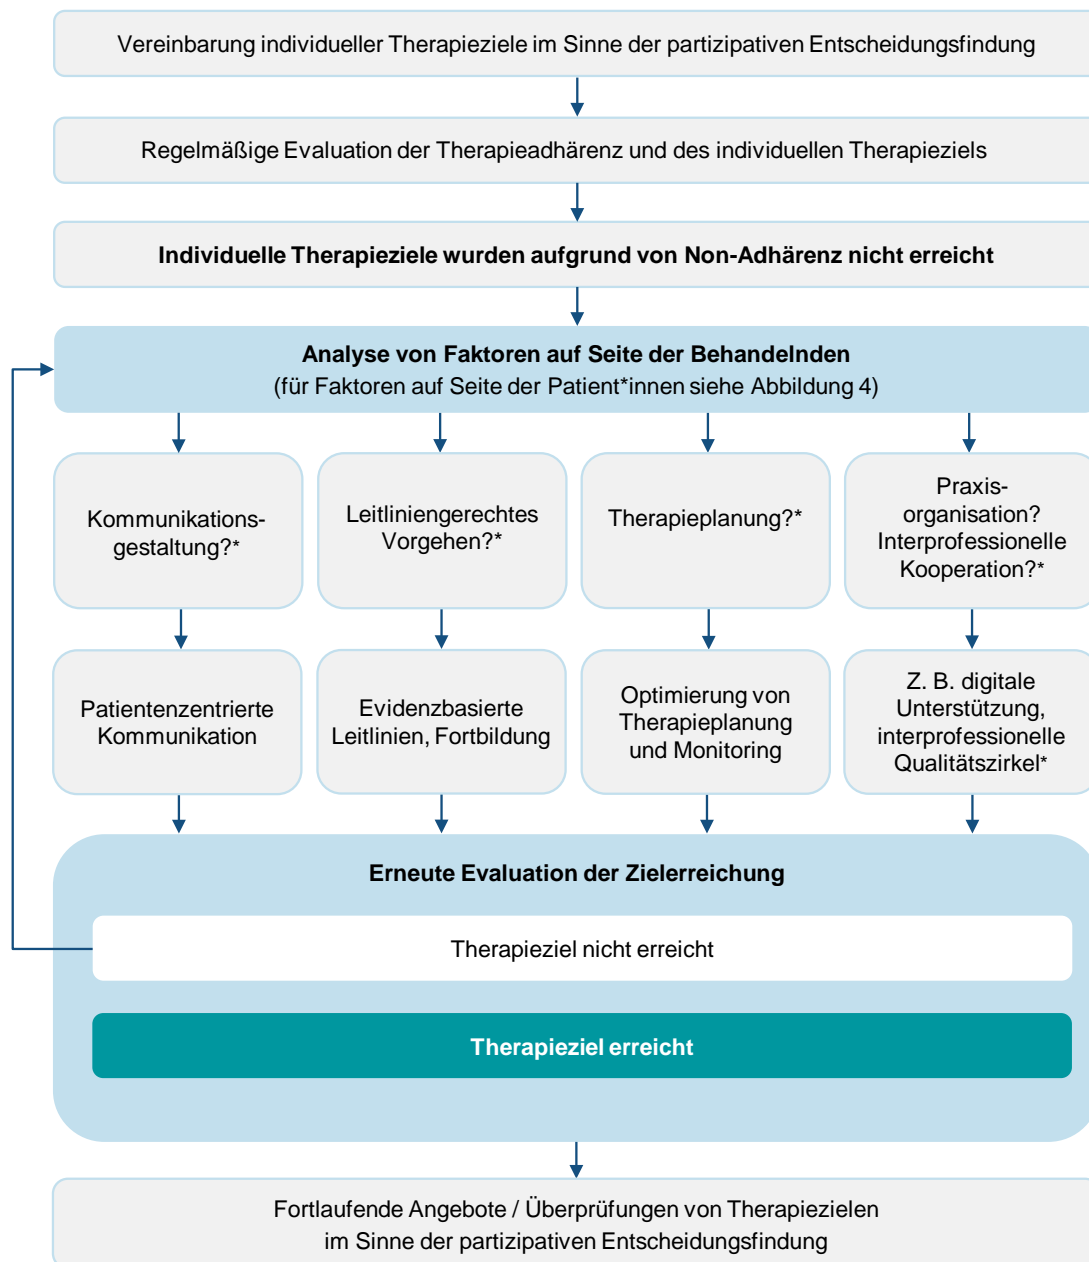 Vereinbarung individueller Therapieziele im Sinne der partizipativen Entscheidungsfindung
Regelmäßige Evaluation der Therapieadhärenz und des individuellen Therapieziels
Individuelle Therapieziele wurden aufgrund von Non-Adhärenz nicht erreicht
Analyse von Faktoren auf Seite der Behandelnden
(für Faktoren auf Seite der Patient*innen siehe Abbildung 4)
Kommunikations-
gestaltung?*
Leitliniengerechtes
Vorgehen?*
Therapieplanung?*
Praxis-
organisation?
Interprofessionelle
Kooperation?*
Patientenzentrierte
Kommunikation
Evidenzbasierte
Leitlinien, Fortbildung
Optimierung von
Therapieplanung
und Monitoring
Z. B. digitale
Unterstützung,
interprofessionelle
Qualitätszirkel*
Erneute Evaluation der Zielerreichung
Therapieziel nicht erreicht
Therapieziel erreicht
Fortlaufende Angebote / Überprüfungen von Therapiezielen
im Sinne der partizipativen Entscheidungsfindung